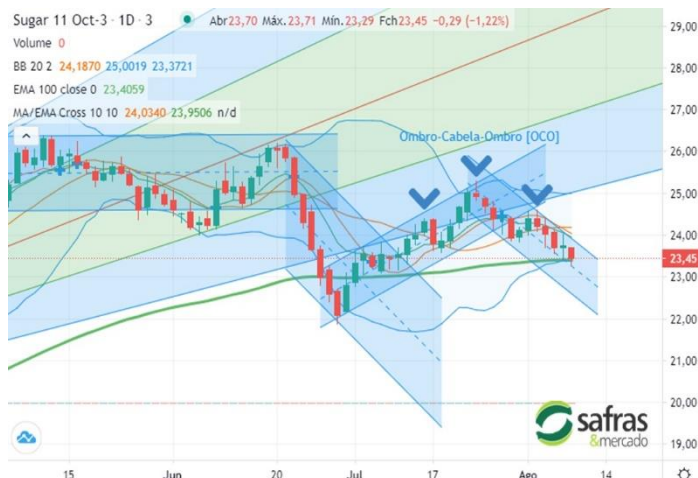 Sugar 11 Oct-3 · 1D · 3 Abr23,70 Máx.23,71 Mín.23,29 Fch23,45 −0,29 (−1,22%)
Volume 0
BB 20 2 24,1870 25,0019 23,3721
EMA 100 close 0 23,4059
MA/EMA Cross 10 10 24,0340 23,9506 n/d
Ombro-Cabela-Ombro [OCO]
29,00
28,00
27,00
26,00
25,00
24,00
23,45
23,00
22,00
21,00
20,00
19,00
safras
&mercado
15 Jun 20 Jul 17 Ago 14